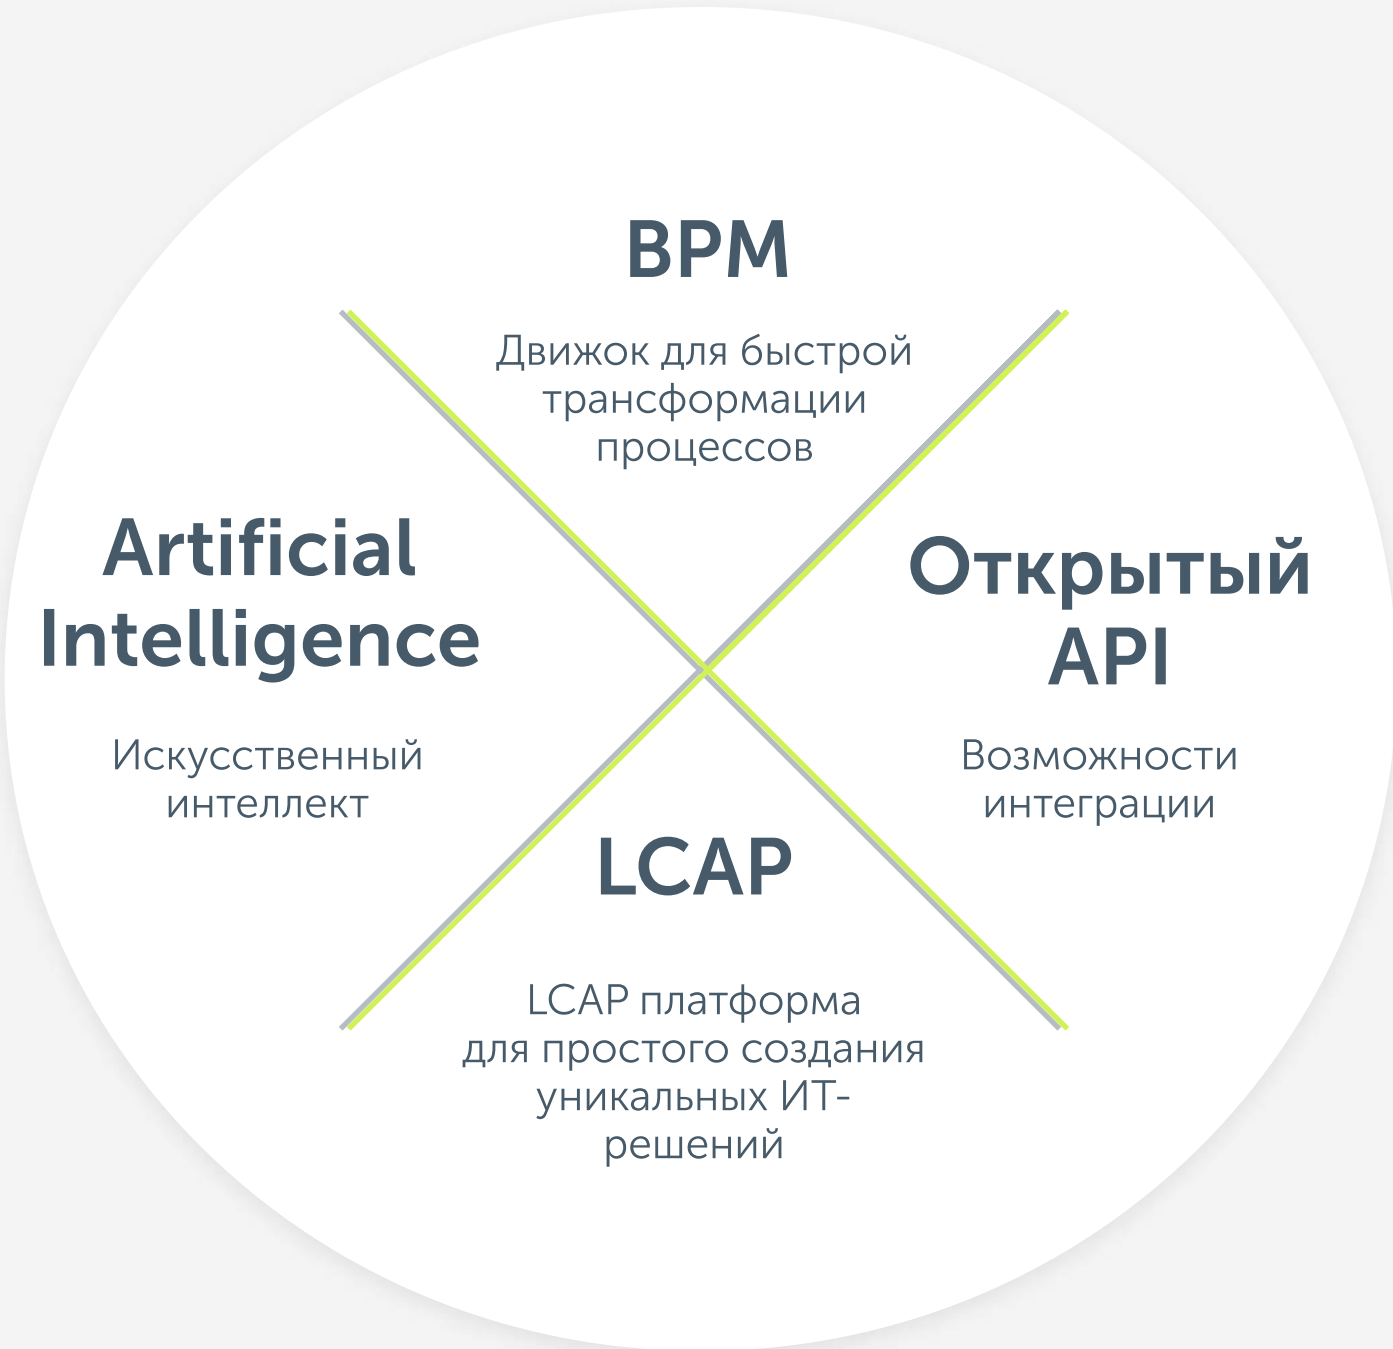 BPM
Движок для быстрой
трансформации
процессов
Artificial
Intelligence
Искусственный
интеллект
Открытый
API
Возможности
интеграции
LCAP
LCAP платформа
для простого создания
уникальных ИТ-
решений